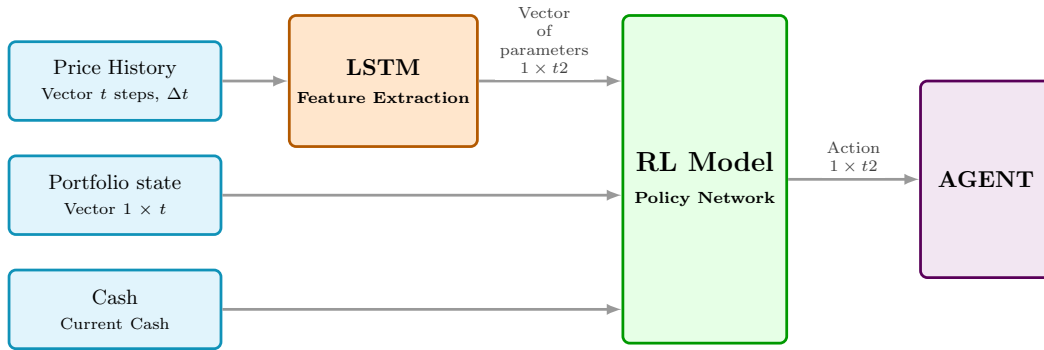 Price History
Vector t steps, Δt
LSTM
Feature Extraction
Vector
of
parameters
1 × t2
Portfolio state
Vector 1 × t
Cash
Current Cash
RL Model
Policy Network
Action
1 × t2
AGENT